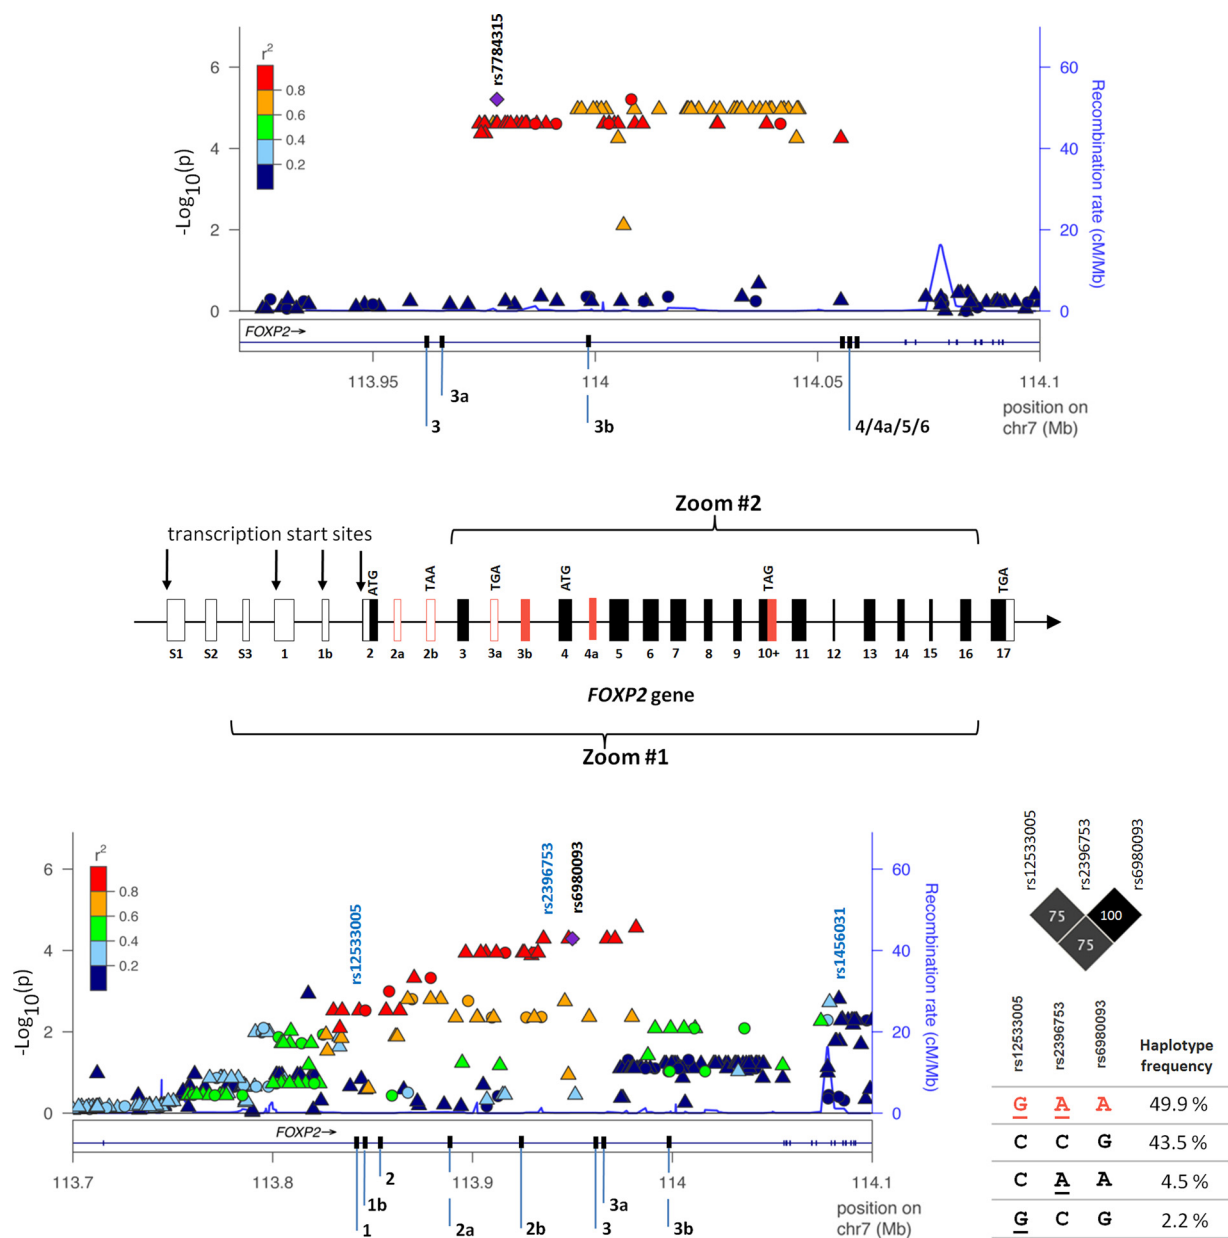 r2
0.8
0.6
0.4
0.2
rs7784315
6
4
2
0
-Log10(p)
60
40
20
0
Recombination rate (cM/Mb)
FOXP2→
113.95
114
114.05
114.1
position on
chr7 (Mb)
3
3a
3b
4/4a/5/6
Zoom #2
transcription start sites
ATG
TAA
TGA
ATG
TAG
TGA
S1 S2 S3 1 1b 2 2a 2b 3 3a 3b 4 4a 5 6 7 8 9 10+ 11 12 13 14 15 16 17
FOXP2 gene
Zoom #1
r2
0.8
0.6
0.4
0.2
rs12533005
rs2396753
rs6980093
rs1456031
6
4
2
0
-Log10(p)
60
40
20
0
Recombination rate (cM/Mb)
FOXP2→
113.7
113.8
113.9
114
114.1
position on
chr7 (Mb)
1
1b
2
2a
2b
3
3a
3b
rs12533005
rs2396753
rs6980093
75
100
75
rs12533005
rs2396753
rs6980093
Haplotype
frequency
G A A 49.9 %
C C G 43.5 %
C A A 4.5 %
G C G 2.2 %